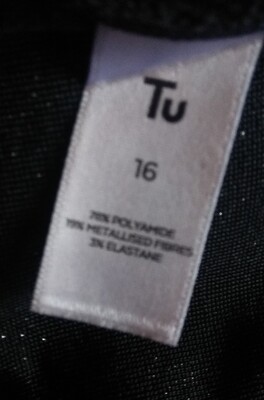 Tu
16
78% POLYAMIDE
19% METALLISED FIBRES
3% ELASTANE